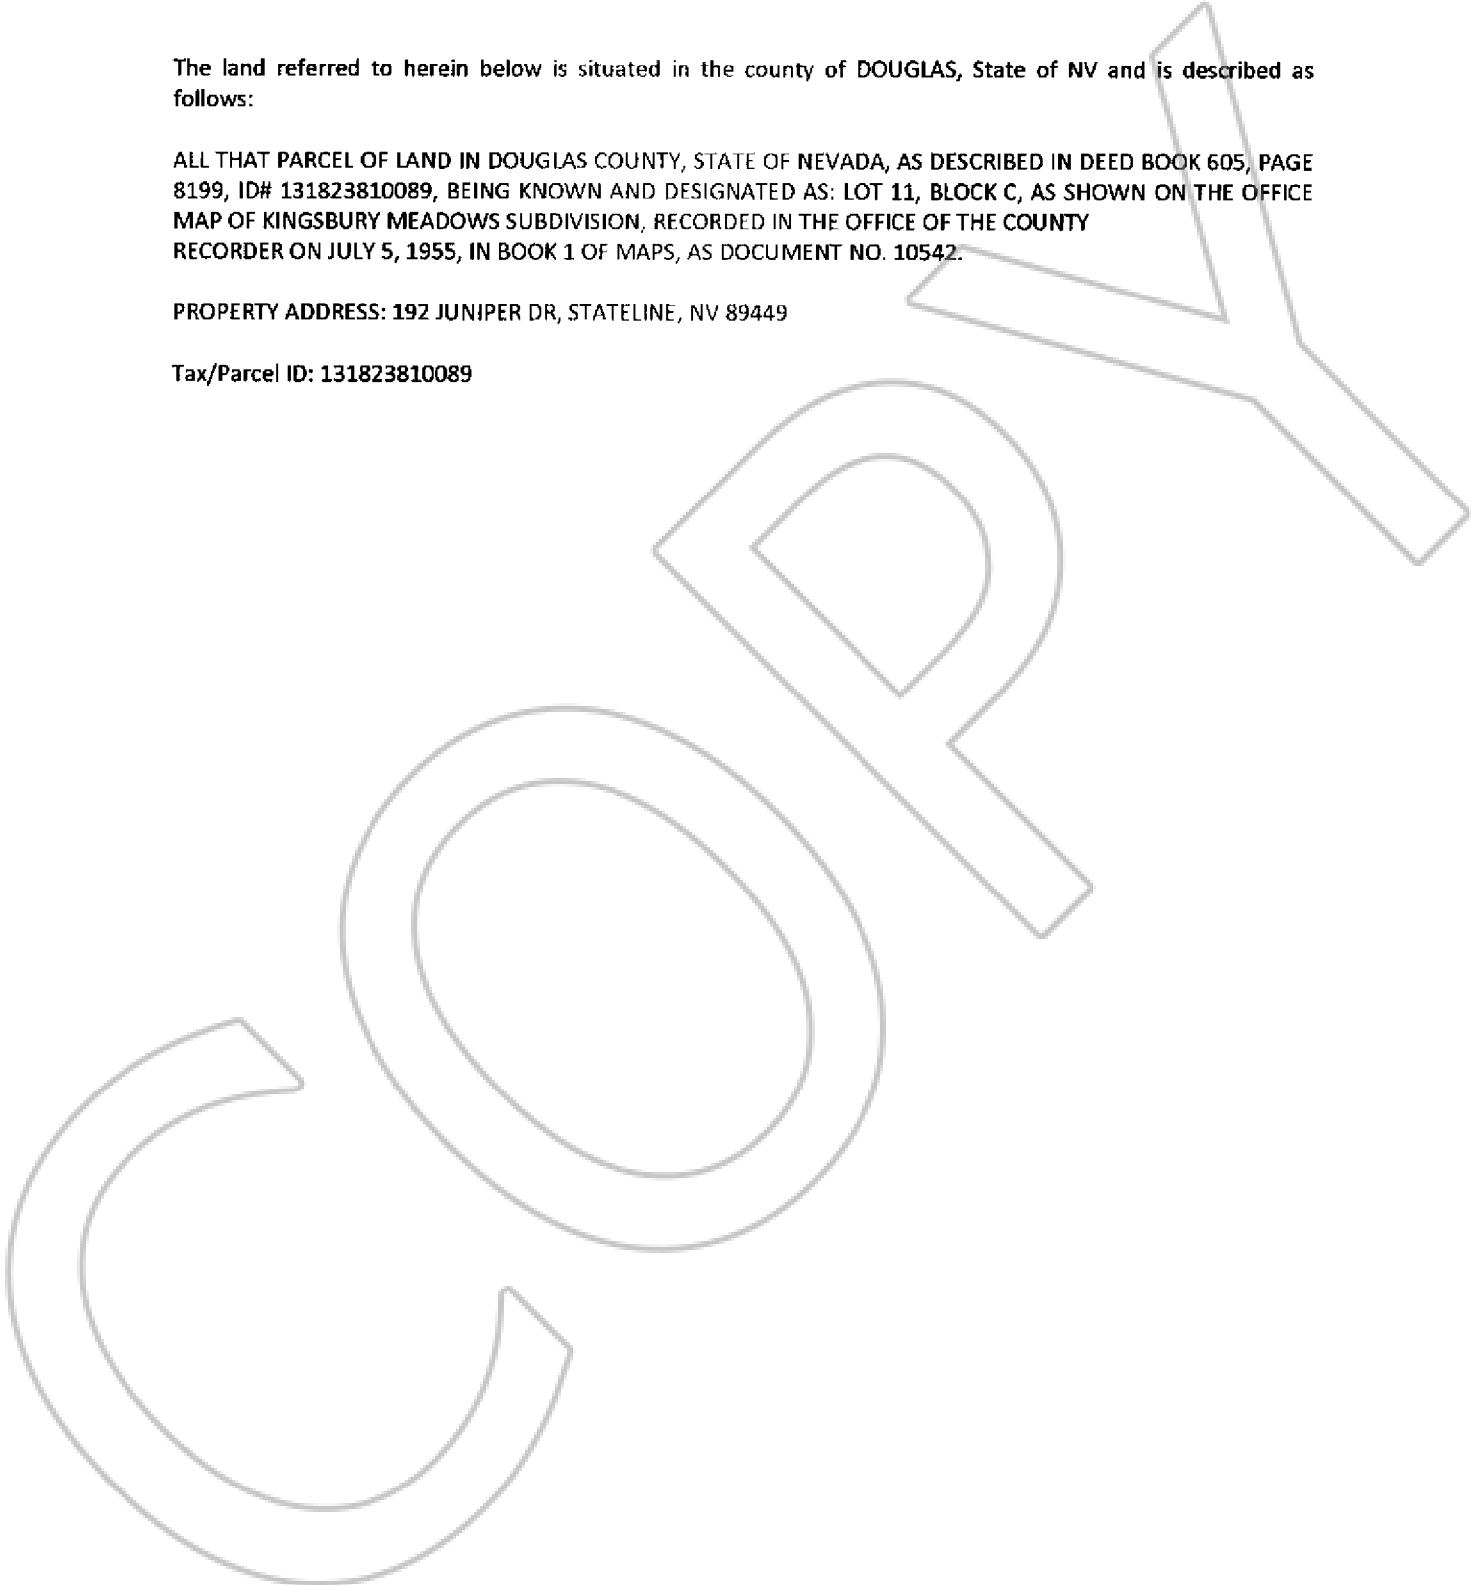 The land referred to herein below is situated in the county of DOUGLAS, State of NV and is described as
follows:
ALL THAT PARCEL OF LAND IN DOUGLAS COUNTY, STATE OF NEVADA, AS DESCRIBED IN DEED BOOK 605, PAGE
8199, ID# 131823810089, BEING KNOWN AND DESIGNATED AS: LOT 11, BLOCK C, AS SHOWN ON THE OFFICE
MAP OF KINGSBURY MEADOWS SUBDIVISION, RECORDED IN THE OFFICE OF THE COUNTY
RECORDER ON JULY 5, 1955, IN BOOK 1 OF MAPS, AS DOCUMENT NO. 10542.
PROPERTY ADDRESS: 192 JUNIPER DR, STATELINE, NV 89449
Tax/Parcel ID: 131823810089
COPY